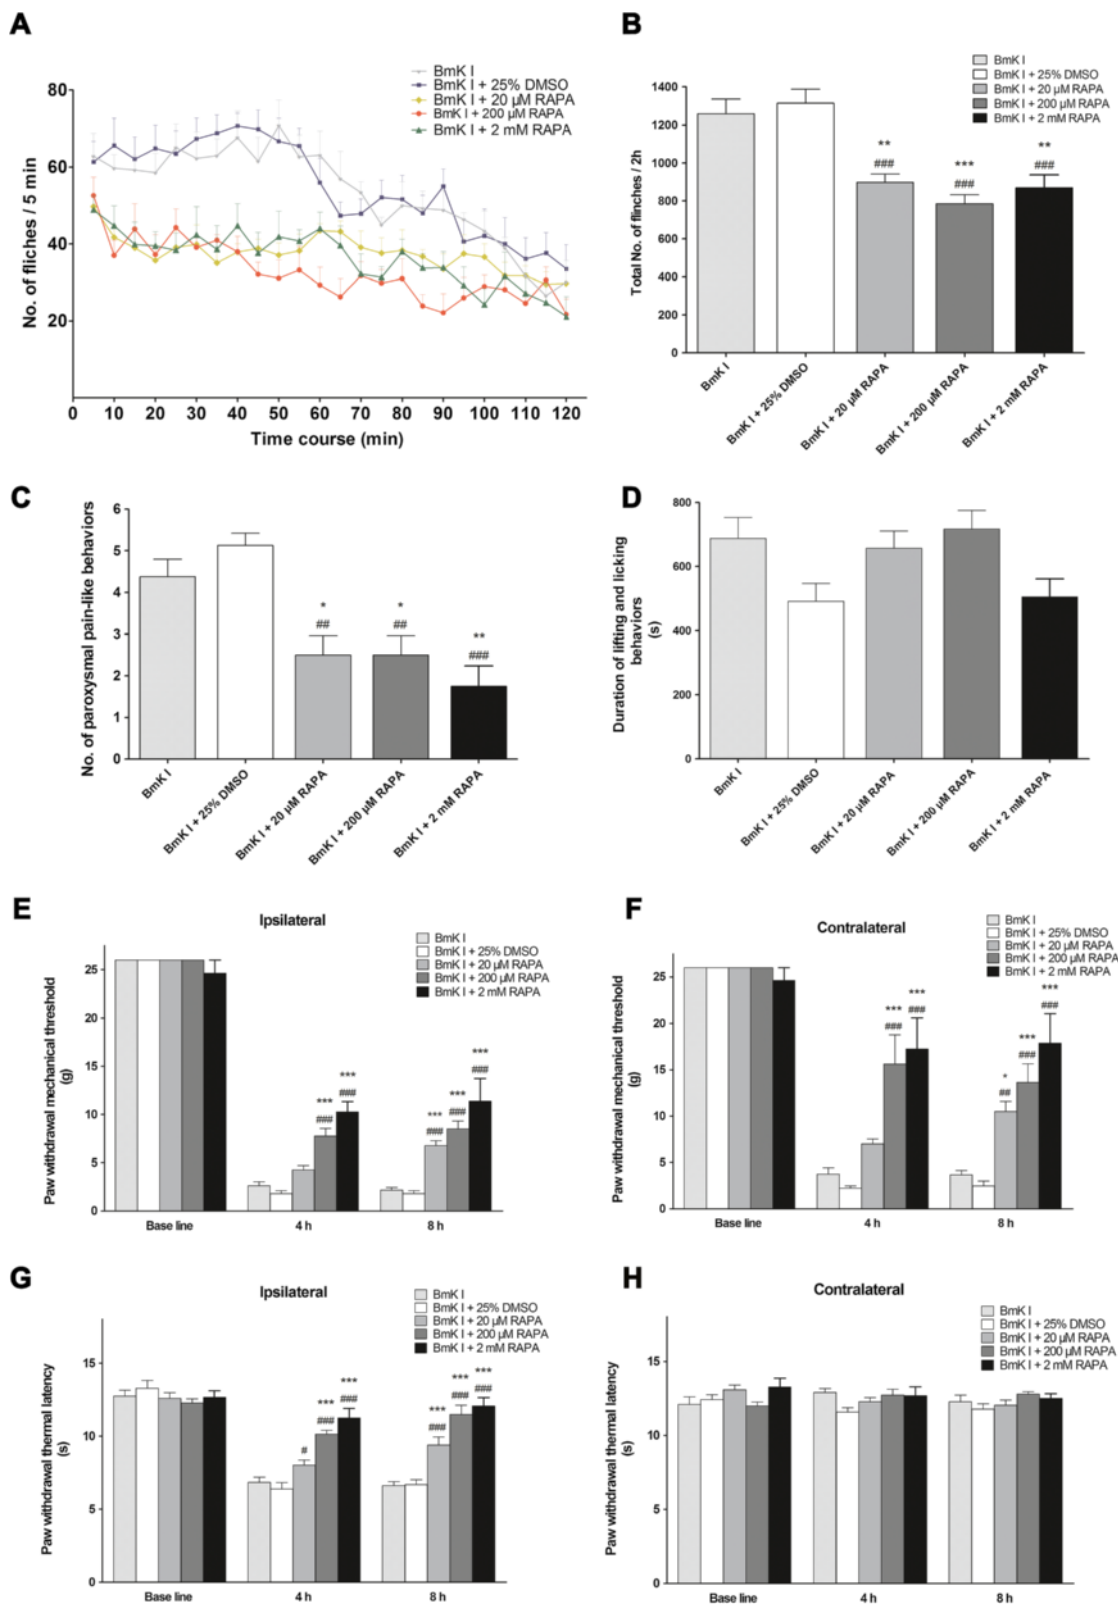 A
BmK I
BmK I + 25% DMSO
BmK I + 20 µM RAPA
BmK I + 200 µM RAPA
BmK I + 2 mM RAPA
No. of fliches / 5 min
80
60
40
20
0 10 20 30 40 50 60 70 80 90 100 110 120
Time course (min)
B
BmK I
BmK I + 25% DMSO
BmK I + 20 µM RAPA
BmK I + 200 µM RAPA
BmK I + 2 mM RAPA
Total No. of flinches / 2h
1400
1200
1000
800
600
400
200
0
** *** **
### ### ###
BmK I
BmK I + 25% DMSO
BmK I + 20 µM RAPA
BmK I + 200 µM RAPA
BmK I + 2 mM RAPA
C
No. of paroxysmal pain-like behaviors
6
5
4
3
2
1
0
* * **
## ## ###
BmK I
BmK I + 25% DMSO
BmK I + 20 µM RAPA
BmK I + 200 µM RAPA
BmK I + 2 mM RAPA
D
Duration of lifting and licking
behaviors
(s)
800
600
400
200
0
BmK I
BmK I + 25% DMSO
BmK I + 20 µM RAPA
BmK I + 200 µM RAPA
BmK I + 2 mM RAPA
E
Ipsilateral
BmK I
BmK I + 25% DMSO
BmK I + 20 µM RAPA
BmK I + 200 µM RAPA
BmK I + 2 mM RAPA
Paw withdrawal mechanical threshold
(g)
25
20
15
10
5
0
*** *** *** *** ***
### ### ### ### ###
Base line 4 h 8 h
F
Contralateral
BmK I
BmK I + 25% DMSO
BmK I + 20 µM RAPA
BmK I + 200 µM RAPA
BmK I + 2 mM RAPA
Paw withdrawal mechanical threshold
(g)
25
20
15
10
5
0
*** *** * *** ***
### ### ## ### ###
Base line 4 h 8 h
G
Ipsilateral
BmK I
BmK I + 25% DMSO
BmK I + 20 µM RAPA
BmK I + 200 µM RAPA
BmK I + 2 mM RAPA
Paw withdrawal thermal latency
(s)
15
10
5
0
*** *** *** *** ***
# ### ### ### ### ###
Base line 4 h 8 h
H
Contralateral
BmK I
BmK I + 25% DMSO
BmK I + 20 µM RAPA
BmK I + 200 µM RAPA
BmK I + 2 mM RAPA
Paw withdrawal thermal latency
(s)
15
10
5
0
Base line 4 h 8 h